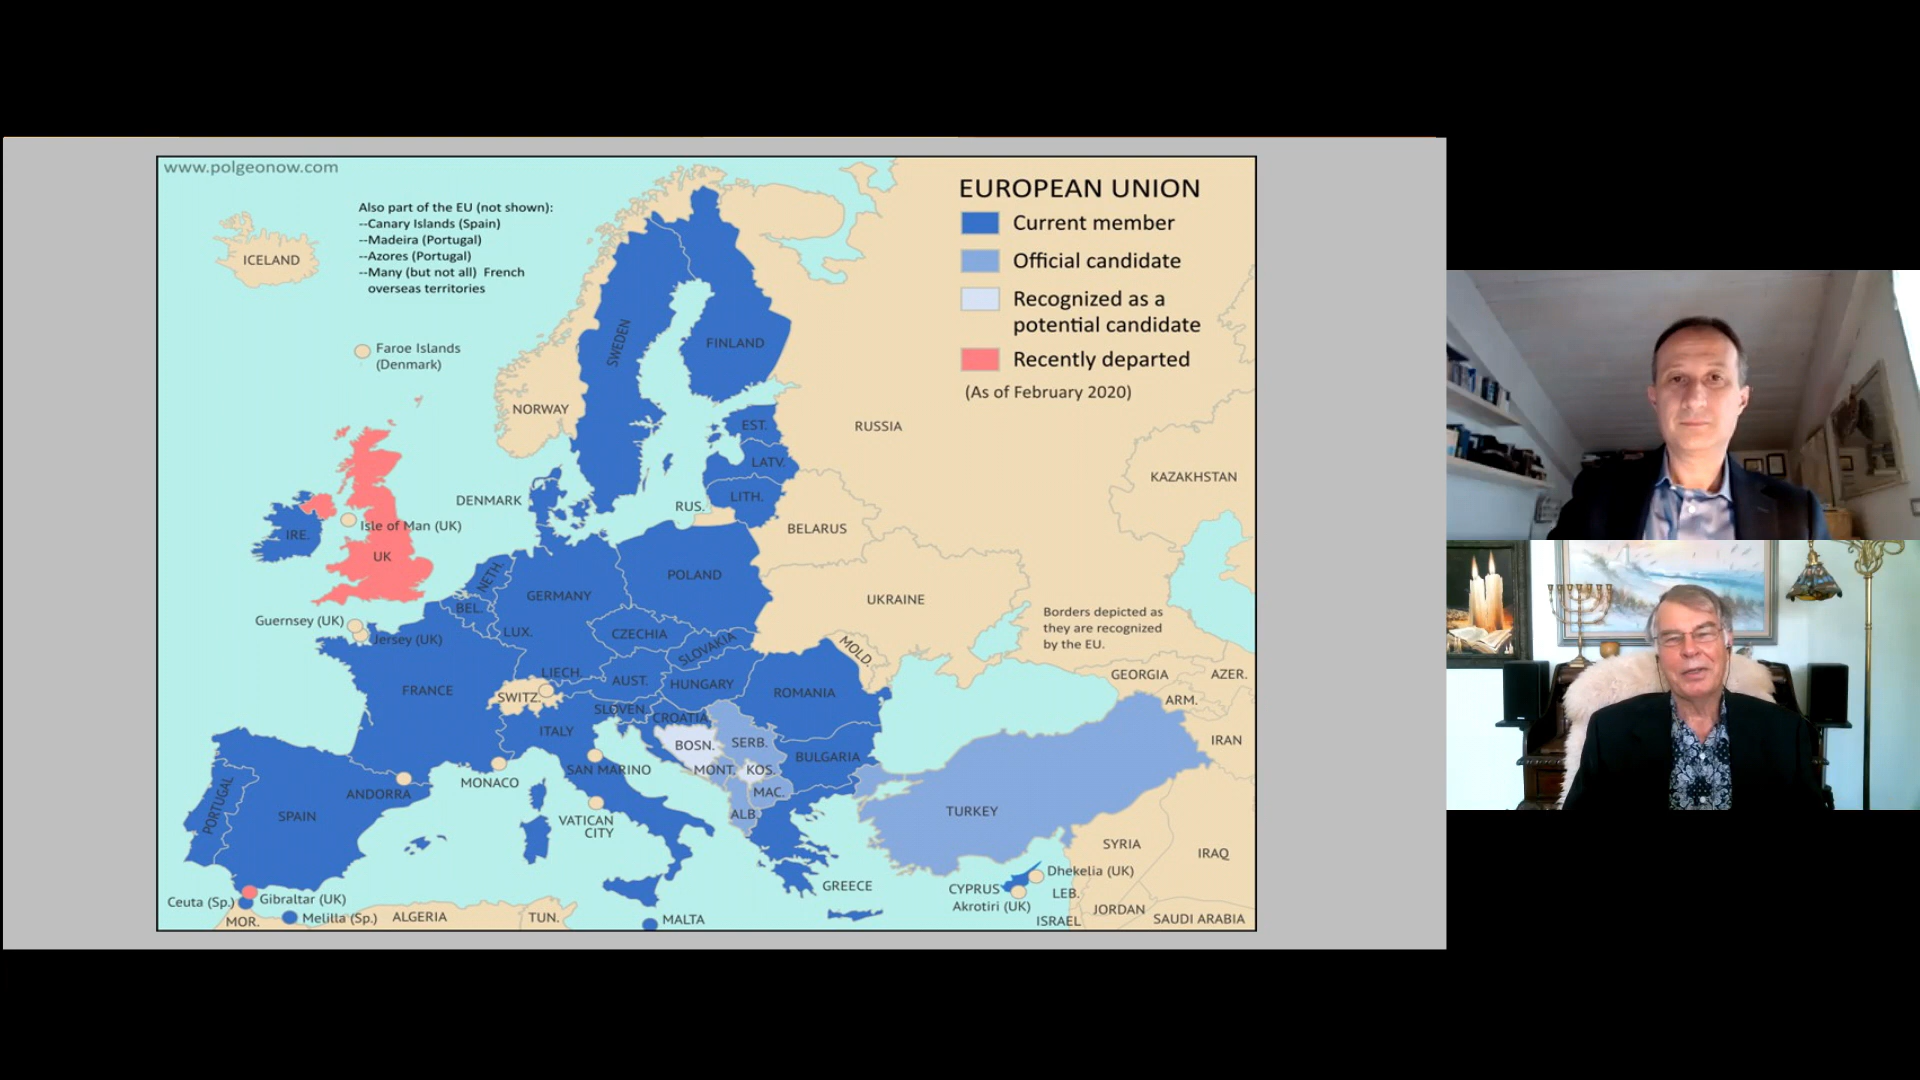 www.polgeonow.com
EUROPEAN UNION
Current member
Official candidate
Recognized as a
potential candidate
Recently departed
(As of February 2020)
Also part of the EU (not shown):
--Canary Islands (Spain)
--Madeira (Portugal)
--Azores (Portugal)
--Many (but not all) French
overseas territories
ICELAND
Faroe Islands
(Denmark)
SWEDEN
FINLAND
NORWAY
RUSSIA
EST.
LATV.
LITH.
RUS.
KAZAKHSTAN
DENMARK
BELARUS
Isle of Man (UK)
IRE.
UK
NETH.
POLAND
GERMANY
BEL.
UKRAINE
Borders depicted as
they are recognized
by the EU.
Guernsey (UK)
Jersey (UK)
LUX.
CZECHIA
SLOVAKIA
MOLD.
LIECH.
AUST.
HUNGARY
ROMANIA
GEORGIA
AZER.
ARM.
FRANCE
SWITZ.
SLOVEN.
CROATIA
ITALY
BOSN.
SERB.
BULGARIA
IRAN
SAN MARINO
MONT.
KOS.
MONACO
ANDORRA
MAC.
ALB.
PORTUGAL
SPAIN
VATICAN
CITY
TURKEY
SYRIA
IRAQ
GREECE
CYPRUS
Dhekelia (UK)
Akrotiri (UK)
LEB.
Ceuta (Sp.)
Gibraltar (UK)
MOR.
Melilla (Sp.)
ALGERIA
TUN.
MALTA
ISRAEL
JORDAN
SAUDI ARABIA